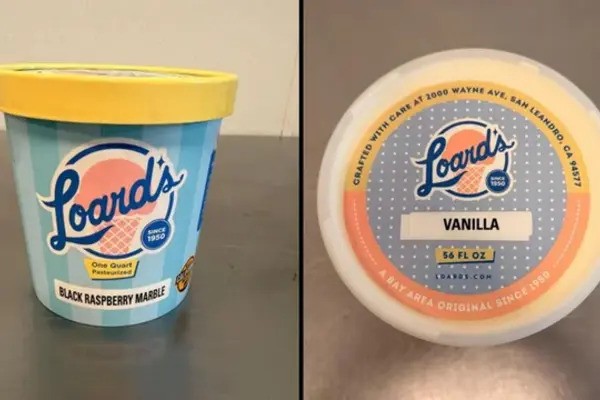 Loard's
SINCE
1950
One Quart
Pasteurized
BLACK RASPBERRY MARBLE
CRAFTED WITH CARE AT 2000 WAYNE AVE, SAN LEANDRO, CA 94577
Loard's
SINCE
1950
VANILLA
56 FL OZ
LOARDS.COM
A BAY AREA ORIGINAL SINCE 1950